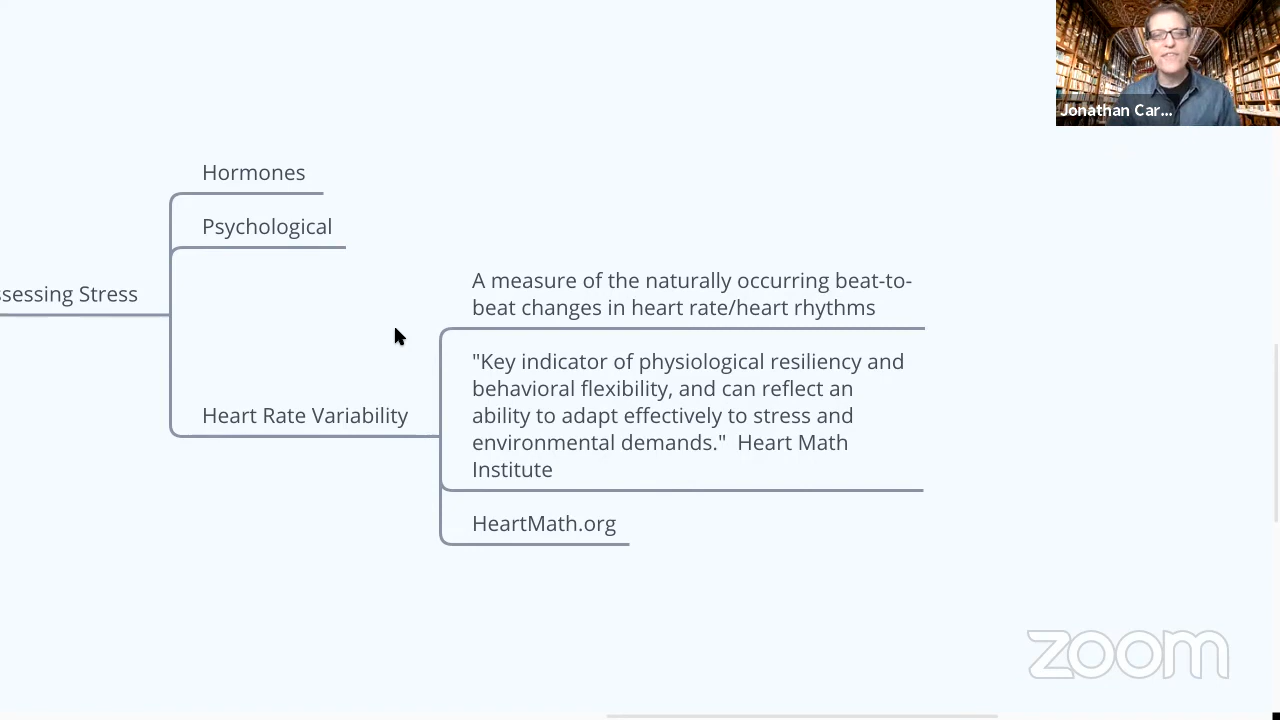 Jonathan Car...
Hormones
Psychological
ssessing Stress
A measure of the naturally occurring beat-to-
beat changes in heart rate/heart rhythms
"Key indicator of physiological resiliency and
behavioral flexibility, and can reflect an
ability to adapt effectively to stress and
environmental demands."  Heart Math
Institute
Heart Rate Variability
HeartMath.org
zoom